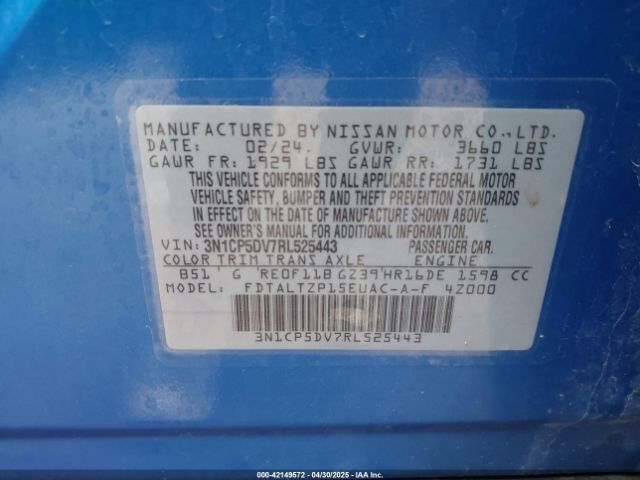 MANUFACTURED BY NISSAN MOTOR CO., LTD.
DATE: 02/24. GVWR: 3660 LBS
GAWR FR: 1929 LBS GAWR RR: 1731 LBS
THIS VEHICLE CONFORMS TO ALL APPLICABLE FEDERAL MOTOR
VEHICLE SAFETY, BUMPER AND THEFT PREVENTION STANDARDS
IN EFFECT ON THE DATE OF MANUFACTURE SHOWN ABOVE.
SEE OWNER'S MANUAL FOR ADDITIONAL INFORMATION
VIN: 3N1CP5DV7RL525443 PASSENGER CAR.
COLOR TRIM TRANS AXLE ENGINE
B51 G RE0F11B GZ39 HR16DE 1598 CC
MODEL: FDTALTZP15EUAC-A-F 4Z000
3N1CP5DV7RL525443
000-42149572 - 04/30/2025 - IAA Inc.